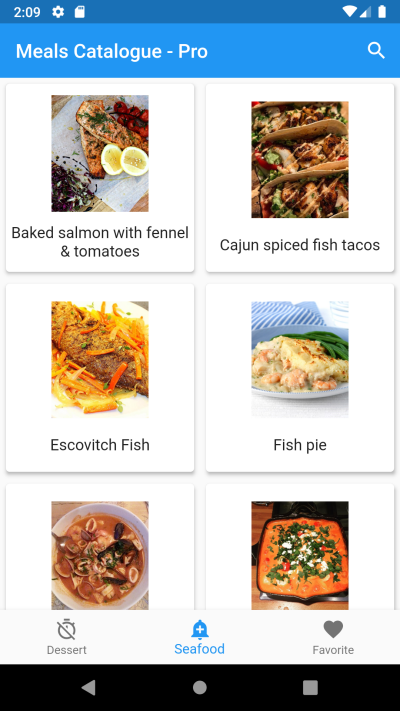 2:09
Meals Catalogue - Pro
Baked salmon with fennel
& tomatoes
Cajun spiced fish tacos
Escovitch Fish
Fish pie
Dessert
Seafood
Favorite